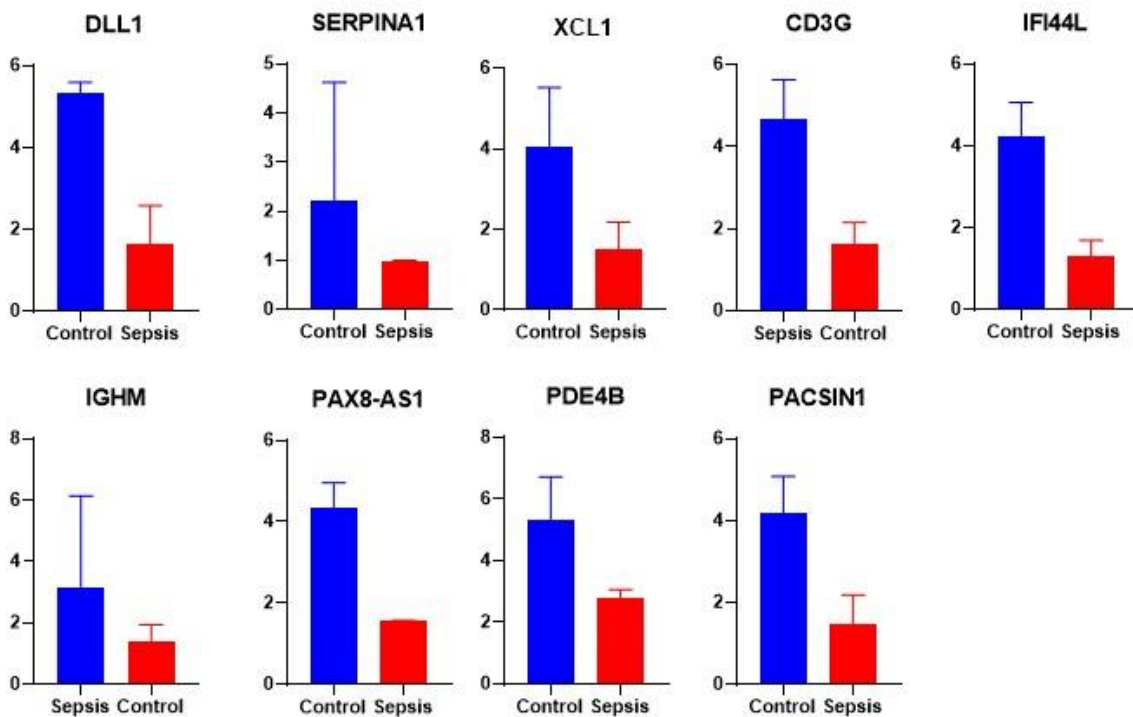 DLL1
6
4
2
0
Control Sepsis
SERPINA1
5
4
3
2
1
0
Control Sepsis
XCL1
6
4
2
0
Control Sepsis
CD3G
6
4
2
0
Sepsis Control
IFI44L
6
4
2
0
Control Sepsis
IGHM
8
6
4
2
0
Sepsis Control
PAX8-AS1
6
4
2
0
Control Sepsis
PDE4B
8
6
4
2
0
Control Sepsis
PACSIN1
6
4
2
0
Control Sepsis